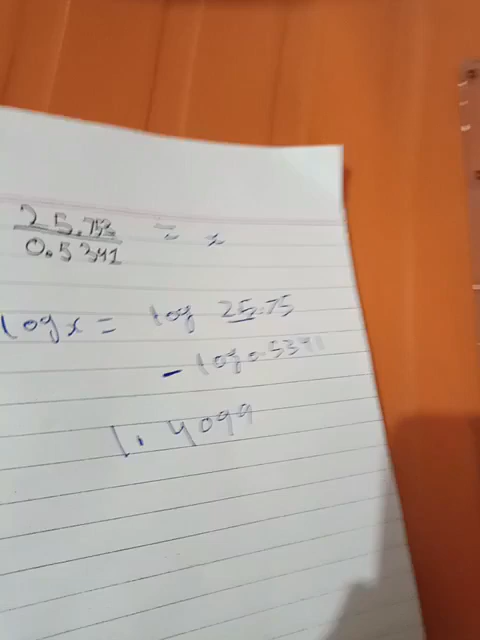 25.752
0.5341 = x
log x = log 25.75
- log 0.5341
1.4099